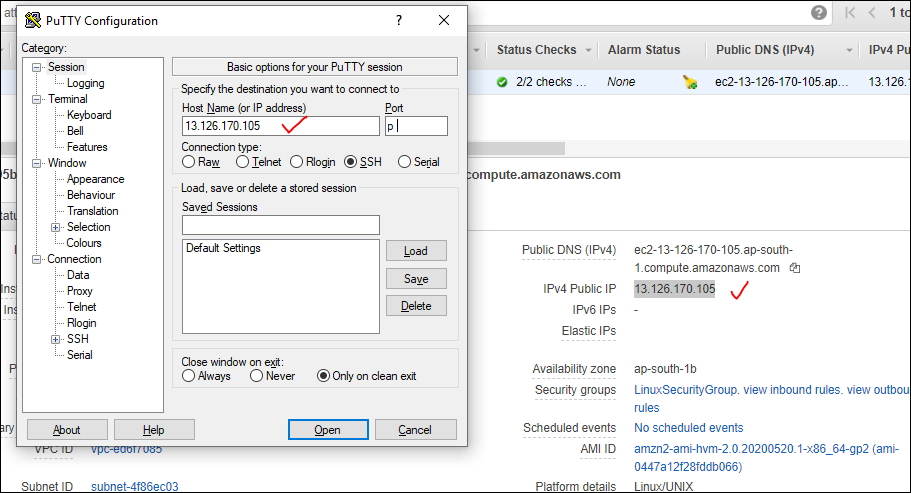 att
1 to
PuTTY Configuration
?
×
Category:
Session
Logging
Terminal
Keyboard
Bell
Features
Window
Appearance
Behaviour
Translation
Selection
Colours
Connection
Data
Proxy
Telnet
Rlogin
SSH
Serial
Basic options for your PuTTY session
Specify the destination you want to connect to
Host Name (or IP address) Port
13.126.170.105 p
Connection type:
Raw Telnet Rlogin SSH Serial
Load, save or delete a stored session
Saved Sessions
Default Settings
Load
Save
Delete
Close window on exit:
Always Never Only on clean exit
About Help Open Cancel
Status Checks Alarm Status Public DNS (IPv4) IPv4 Pu
2/2 checks ... None ec2-13-126-170-105.ap... 13.126.
95b
compute.amazonaws.com
Public DNS (IPv4) ec2-13-126-170-105.ap-south-
1.compute.amazonaws.com
IPv4 Public IP 13.126.170.105
IPv6 IPs -
Elastic IPs
Availability zone ap-south-1b
Security groups LinuxSecurityGroup. view inbound rules. view outbou
rules
Scheduled events No scheduled events
AMI ID amzn2-ami-hvm-2.0.20200520.1-x86_64-gp2 (ami-
0447a12f28fddb066)
Platform details Linux/UNIX
VPC ID vpc-ed6f7085
Subnet ID subnet-4f86ec03